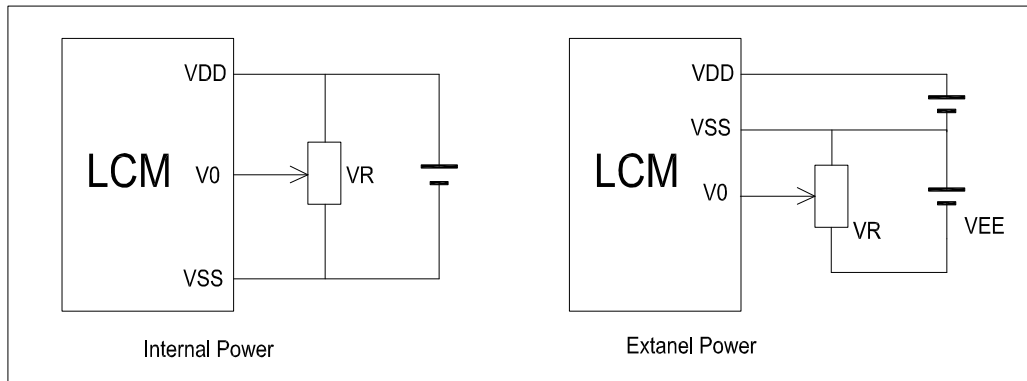 VDD
LCM
V0
VR
VSS
Internal Power
VDD
VSS
LCM
V0
VR
VEE
Extanel Power